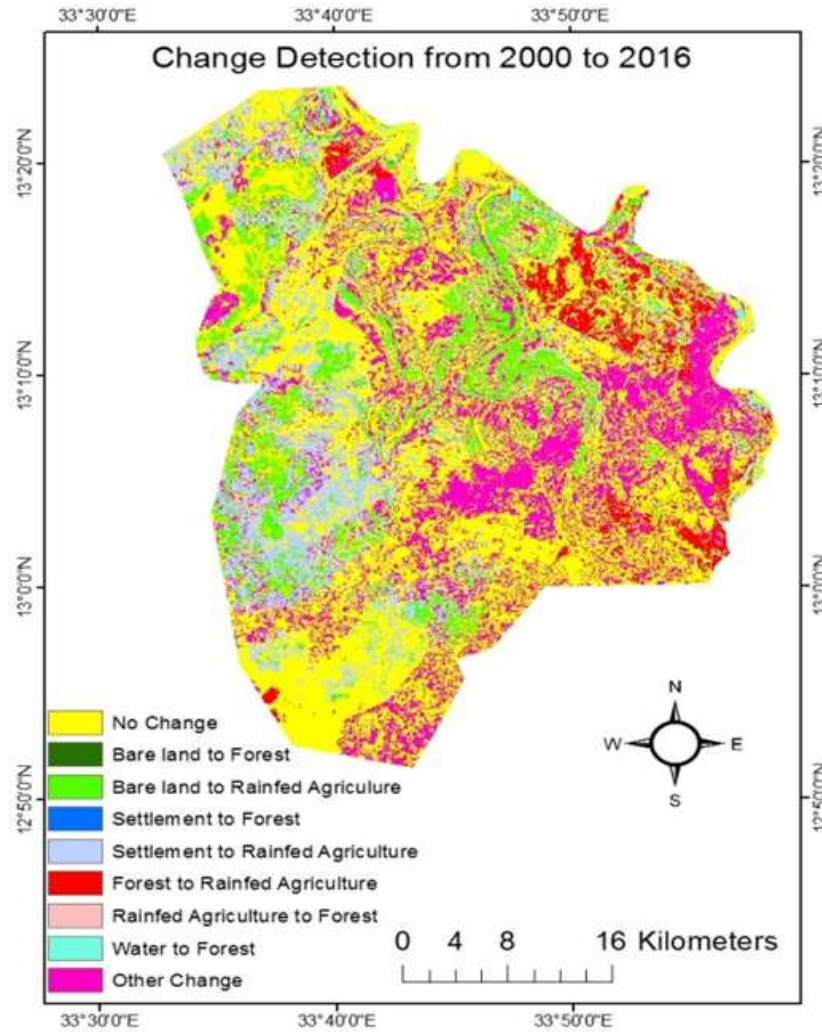 33°30'0"E 33°40'0"E 33°50'0"E
Change Detection from 2000 to 2016
13°20'0"N 13°20'0"N
13°10'0"N 13°10'0"N
13°0'0"N 13°0'0"N
12°50'0"N 12°50'0"N
N
W E
S
No Change
Bare land to Forest
Bare land to Rainfed Agriculure
Settlement to Forest
Settlement to Rainfed Agriculture
Forest to Rainfed Agriculture
Rainfed Agriculture to Forest
Water to Forest
Other Change
0 4 8 16 Kilometers
33°30'0"E 33°40'0"E 33°50'0"E